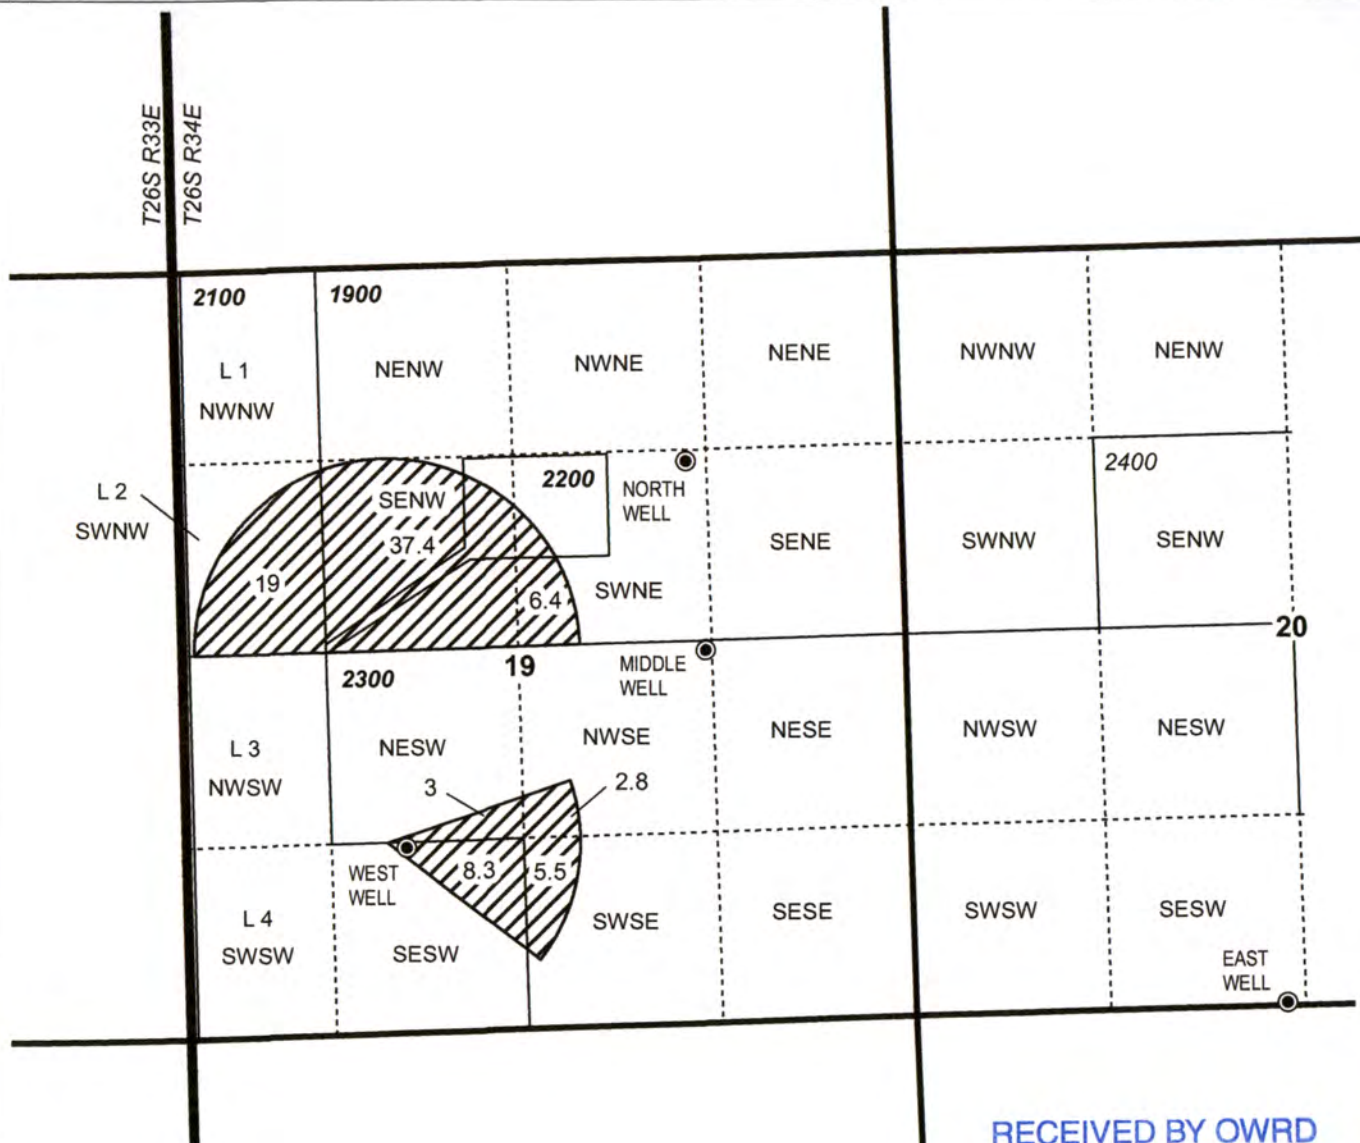 T26S R33E
T26S R34E
2100
1900
L 1
NWNW
NENW
NWNE
NENE
NWNW
NENW
L 2
SWNW
SENW
37.4
19
2200
NORTH
WELL
6.4
SWNE
SENE
SWNW
2400
SENW
2300
19
MIDDLE
WELL
20
L 3
NWSW
NESW
NWSE
NESE
NWSW
NESW
3
2.8
WEST
WELL
8.3
5.5
L 4
SWSW
SESW
SWSE
SESE
SWSW
SESW
EAST
WELL
RECEIVED BY OWRD